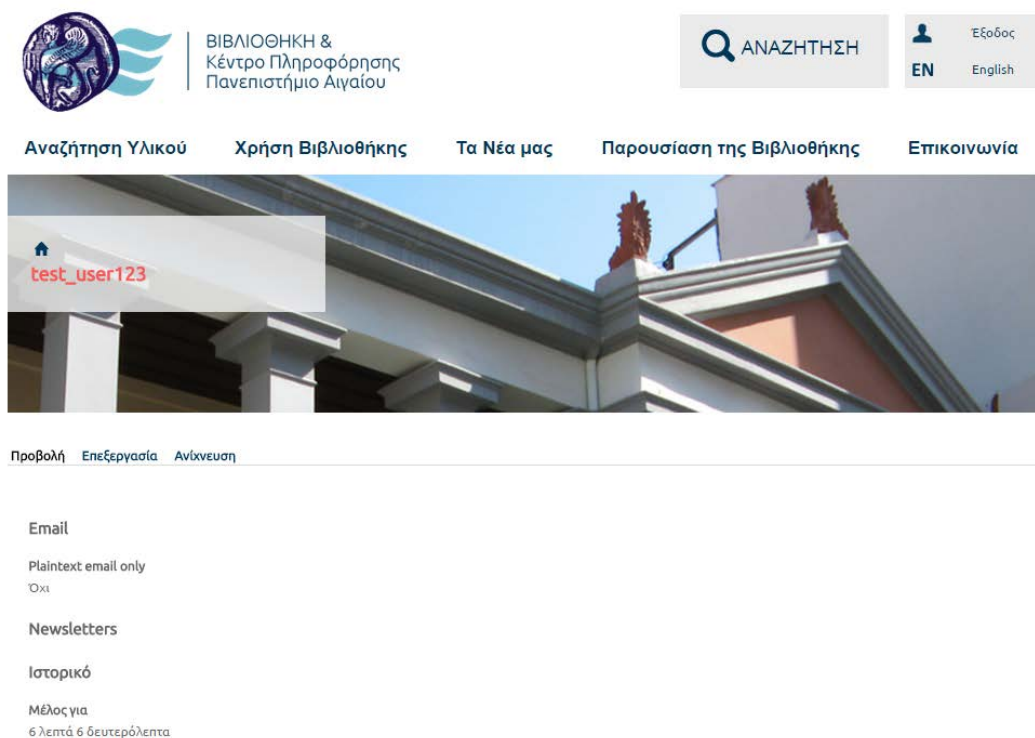 ΒΙΒΛΙΟΘΗΚΗ &
Κέντρο Πληροφόρησης
Πανεπιστήμιο Αιγαίου
ΑΝΑΖΗΤΗΣΗ
Έξοδος
EN English
Αναζήτηση Υλικού Χρήση Βιβλιοθήκης Τα Νέα μας Παρουσίαση της Βιβλιοθήκης Επικοινωνία
test_user123
Προβολή Επεξεργασία Ανίχνευση
Email
Plaintext email only
Όχι
Newsletters
Ιστορικό
Μέλος για
6 λεπτά 6 δευτερόλεπτα